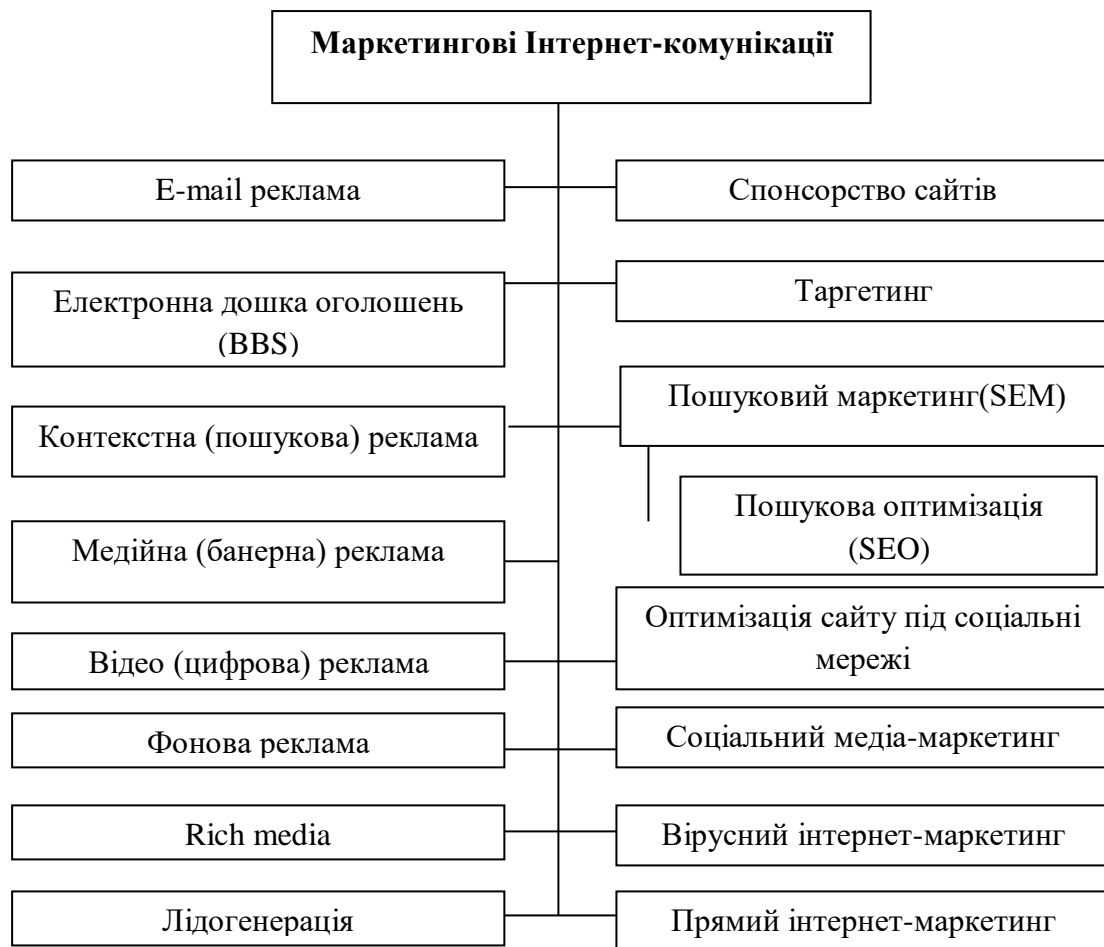 Маркетингові Інтернет-комунікації
E-mail реклама
Спонсорство сайтів
Електронна дошка оголошень
(BBS)
Таргетинг
Контекстна (пошукова) реклама
Пошуковий маркетинг(SEM)
Пошукова оптимізація
(SEO)
Медійна (банерна) реклама
Оптимізація сайту під соціальні
мережі
Відео (цифрова) реклама
Фонова реклама
Соціальний медіа-маркетинг
Rich media
Вірусний інтернет-маркетинг
Лідогенерація
Прямий інтернет-маркетинг